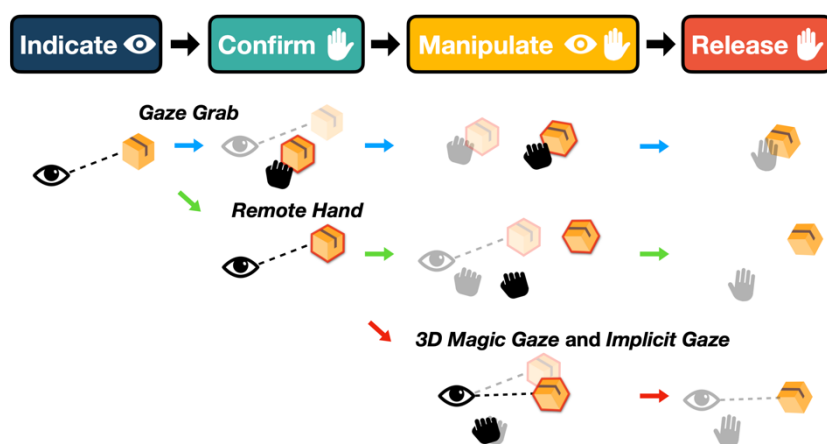 Indicate
Confirm
Manipulate
Release
Gaze Grab
Remote Hand
3D Magic Gaze and Implicit Gaze